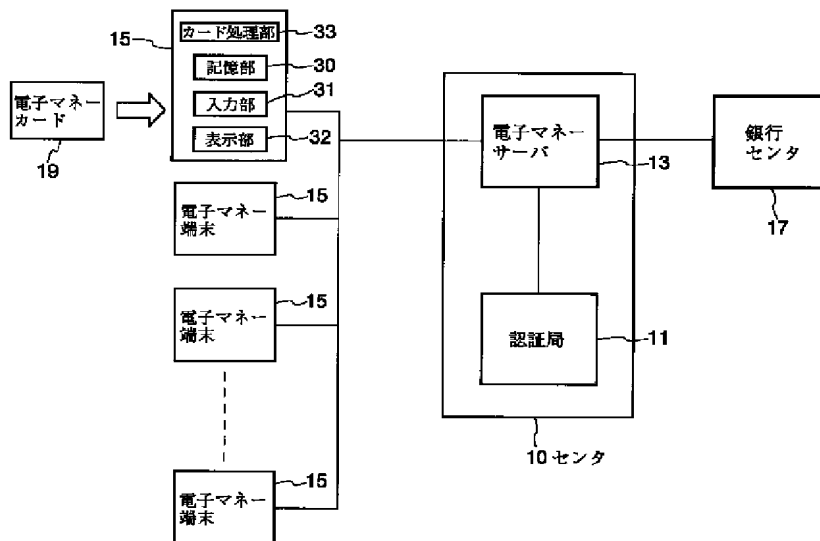 15
カード処理部
33
記憶部
30
入力部
31
表示部
32
電子マネー
カード
19
15
電子マネー
端末
15
電子マネー
端末
15
電子マネー
端末
電子マネー
サーバ
13
認証局
11
10 センタ
銀行
センタ
17